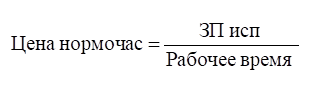 Цена нормочас = ЗП исп / Рабочее время